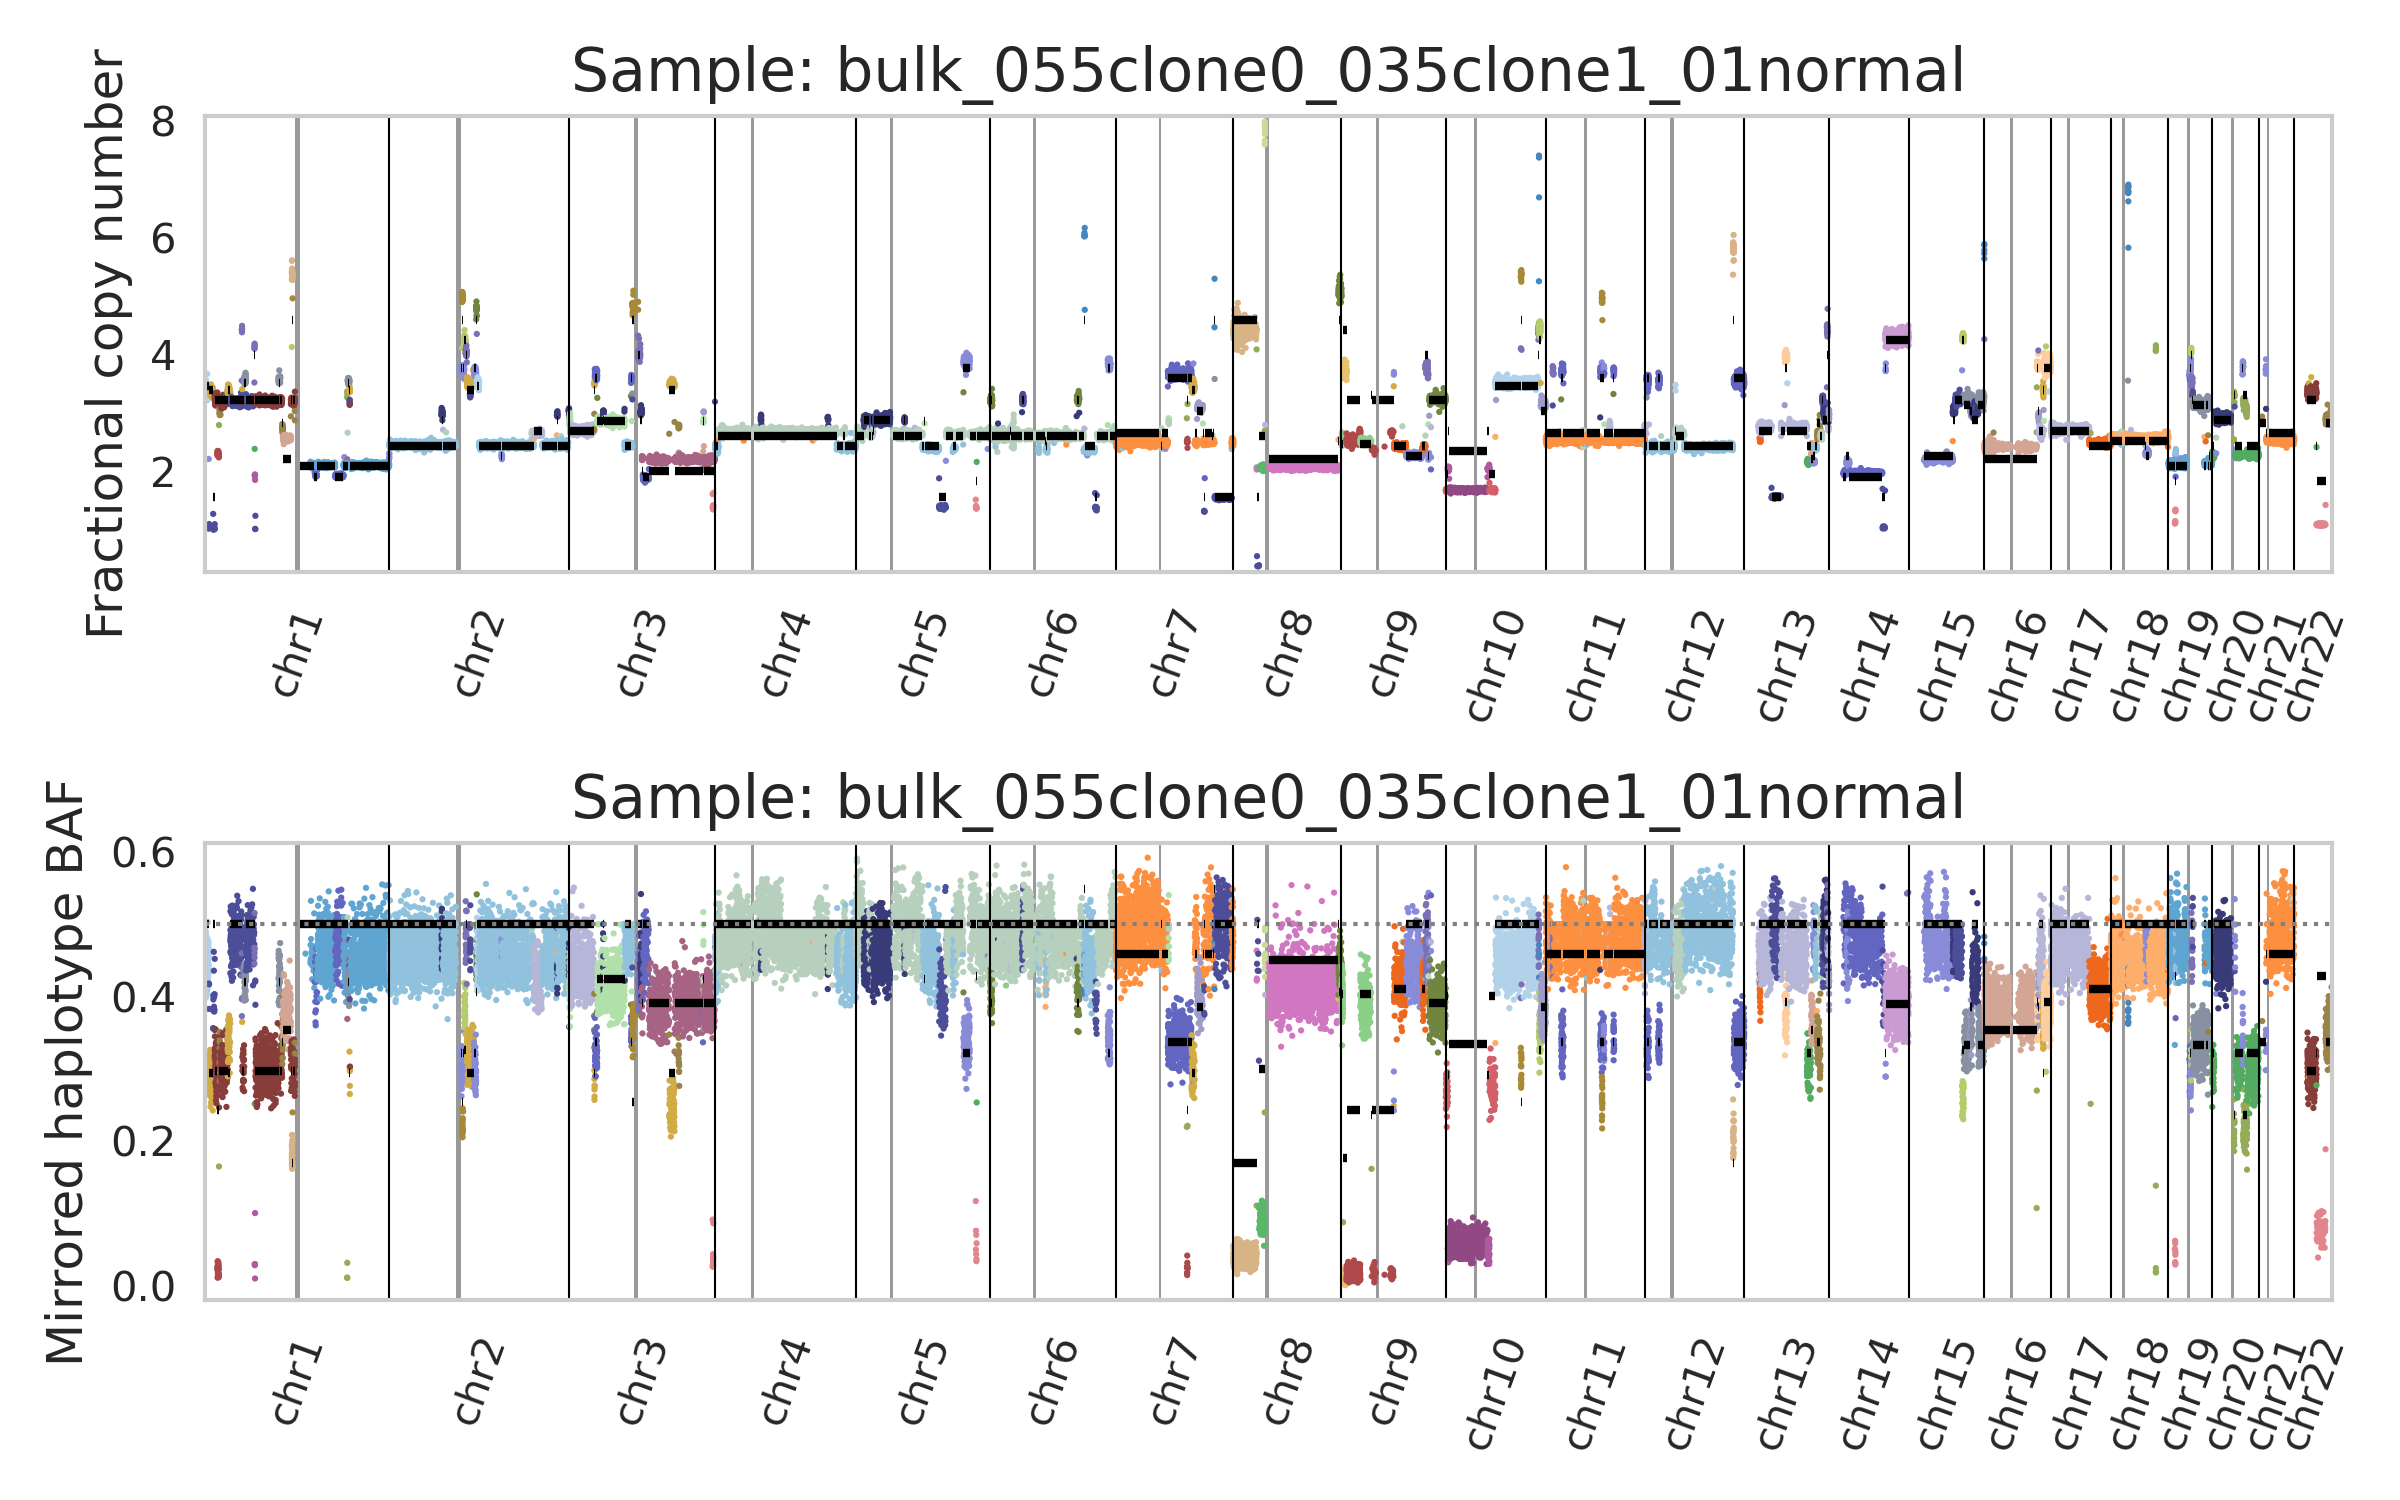 Sample: bulk_055clone0_035clone1_01normal
Fractional copy number
8
6
4
2
chr1 chr2 chr3 chr4 chr5 chr6 chr7 chr8 chr9 chr10 chr11 chr12 chr13 chr14 chr15 chr16 chr17 chr18 chr19 chr20 chr21 chr22
Sample: bulk_055clone0_035clone1_01normal
Mirrored haplotype BAF
0.6
0.4
0.2
0.0
chr1 chr2 chr3 chr4 chr5 chr6 chr7 chr8 chr9 chr10 chr11 chr12 chr13 chr14 chr15 chr16 chr17 chr18 chr19 chr20 chr21 chr22